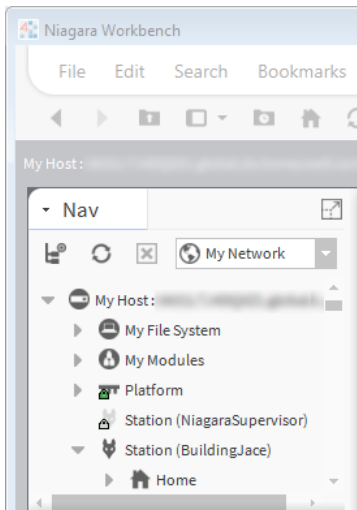 Niagara Workbench
File Edit Search Bookmarks
My Host :
Nav
My Network
My Host :
My File System
My Modules
Platform
Station (NiagaraSupervisor)
Station (BuildingJace)
Home